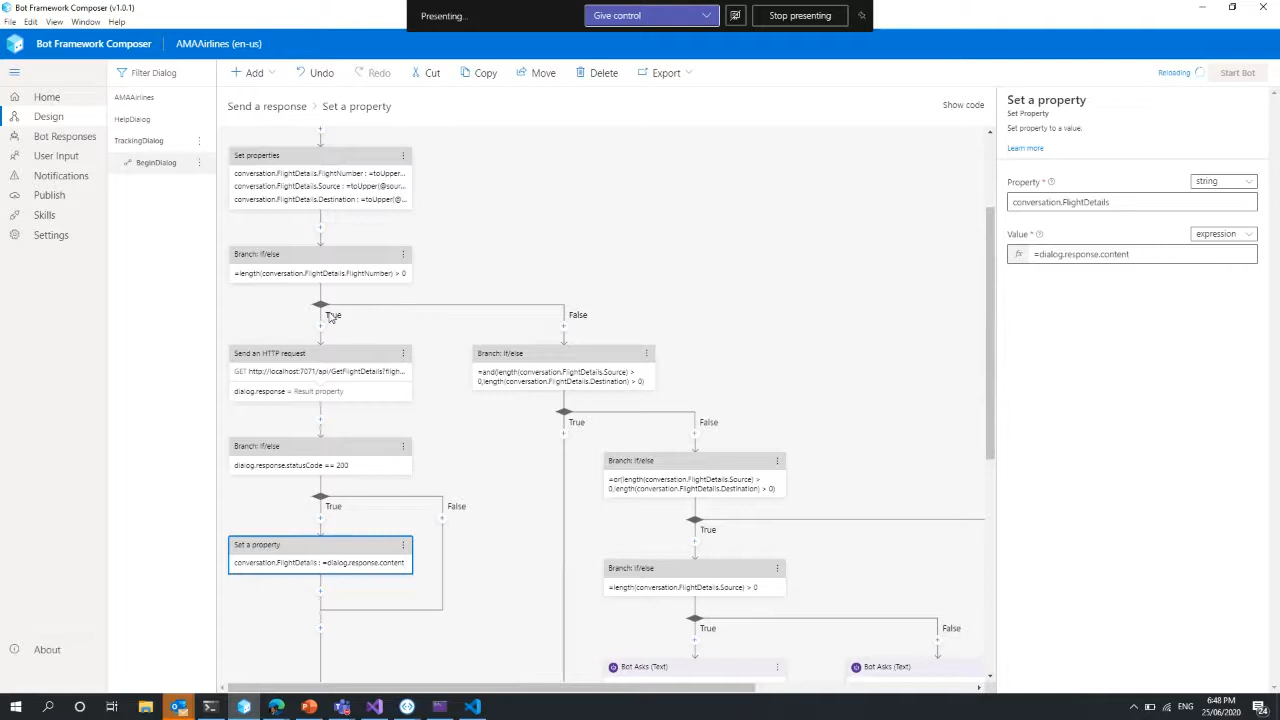 Bot Framework Composer (v1.0.1)
Presenting...
Give control
Stop presenting
File Edit View Window Help
Bot Framework Composer
AMAAirlines (en-us)
Filter Dialog
Add
Undo
Redo
Cut
Copy
Move
Delete
Export
Reloading
Start Bot
Home
Design
Bot Responses
User Input
Notifications
Publish
Skills
Settings
About
AMAAirlines
HelpDialog
TrackingDialog
BeginDialog
Send a response > Set a property
Show code
Set properties
conversation.FlightDetails.FlightNumber : =toUpper...
conversation.FlightDetails.Source : =toUpper(@sour...
conversation.FlightDetails.Destination : =toUpper(@...
Branch: If/else
=length(conversation.FlightDetails.FlightNumber) > 0
True
False
Send an HTTP request
GET http://localhost:7071/api/GetFlightDetails?fligh...
dialog.response = Result property
Branch: If/else
=and(length(conversation.FlightDetails.Source) >
0,length(conversation.FlightDetails.Destination) > 0)
True
False
Branch: If/else
dialog.response.statusCode == 200
True
False
Branch: If/else
=or(length(conversation.FlightDetails.Source) >
0,length(conversation.FlightDetails.Destination) > 0)
True
Set a property
conversation.FlightDetails : =dialog.response.content
Branch: If/else
=length(conversation.FlightDetails.Source) > 0
True
False
Bot Asks (Text)
Bot Asks (Text)
Set a property
Set Property
Set property to a value.
Learn more
Property *
string
conversation.FlightDetails
Value *
expression
fx =dialog.response.content
ENG
6:48 PM
25/06/2020
24